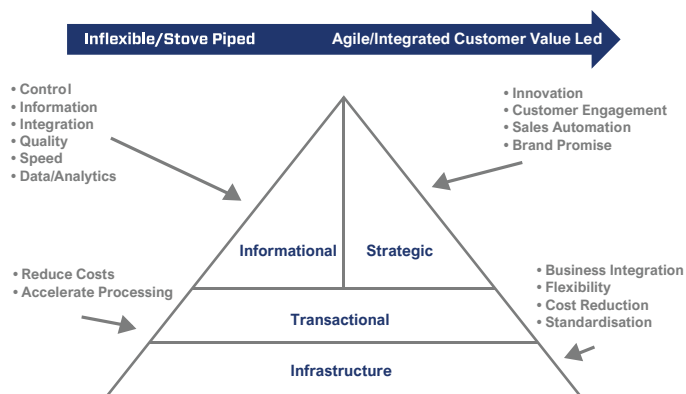 Inflexible/Stove Piped Agile/Integrated Customer Value Led
• Control
• Information
• Integration
• Quality
• Speed
• Data/Analytics
• Innovation
• Customer Engagement
• Sales Automation
• Brand Promise
Informational
Strategic
• Reduce Costs
• Accelerate Processing
• Business Integration
• Flexibility
• Cost Reduction
• Standardisation
Transactional
Infrastructure